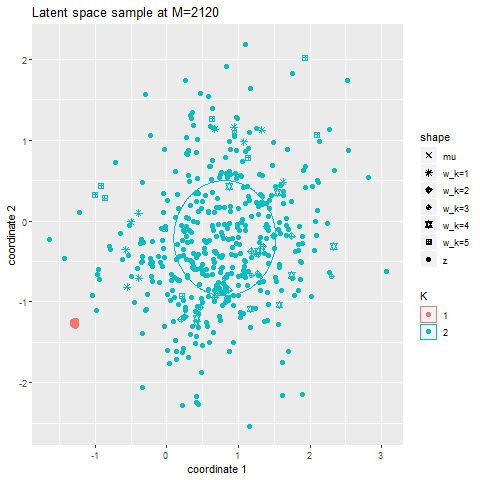 Latent space sample at M=2120
2
1
0
-1
-2
coordinate 2
-1
0
1
2
3
coordinate 1
shape
mu
w_k=1
w_k=2
w_k=3
w_k=4
w_k=5
z
K
1
2